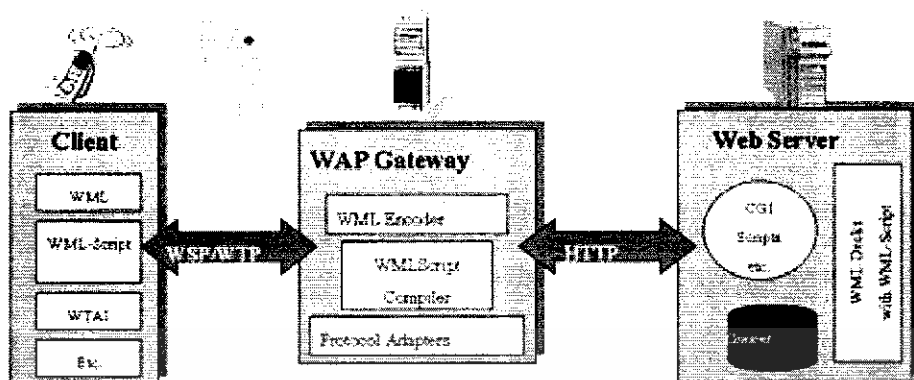 Client
WML
WML-Script
WTAI
Etc.
WSP/WTP
WAP Gateway
WML Encoder
WMLScript
Compiler
Protocol Adapters
HTTP
Web Server
CGI
Scripts
etc.
Content
WML Decks
with WML-Script